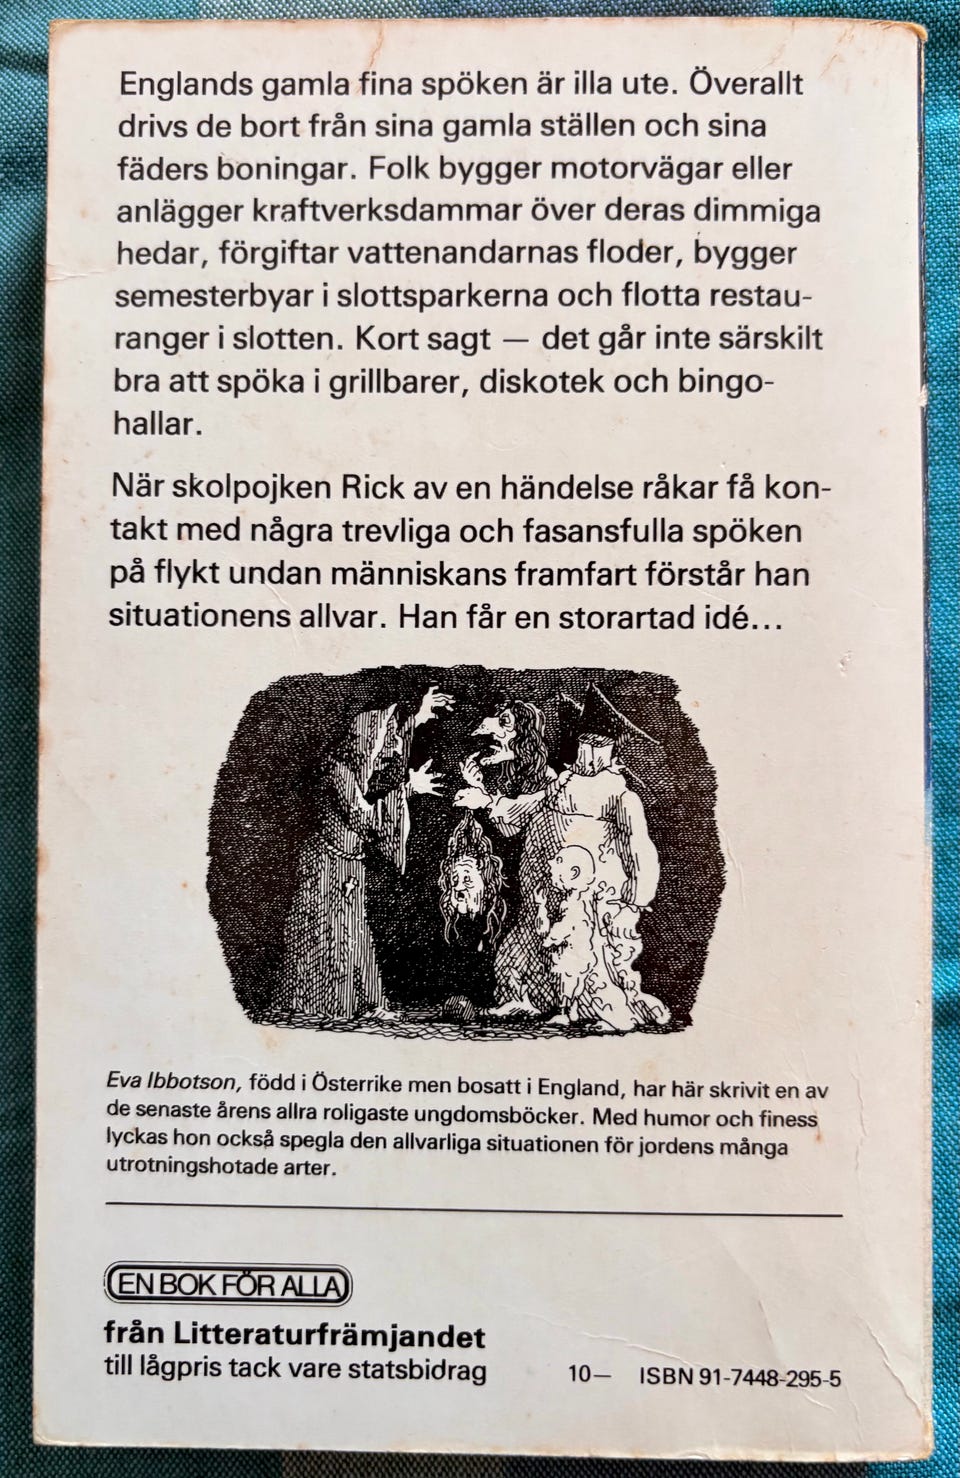 Englands gamla fina spöken är illa ute. Överallt
drivs de bort från sina gamla ställen och sina
fäders boningar. Folk bygger motorvägar eller
anlägger kraftverksdammar över deras dimmiga
hedar, förgiftar vattenandarnas floder, bygger
semesterbyar i slottsparkerna och flotta restau-
ranger i slotten. Kort sagt — det går inte särskilt
bra att spöka i grillbarer, diskotek och bingo-
hallar.
När skolpojken Rick av en händelse råkar få kon-
takt med några trevliga och fasansfulla spöken
på flykt undan människans framfart förstår han
situationens allvar. Han får en storartad idé...
Eva Ibbotson, född i Österrike men bosatt i England, har här skrivit en av
de senaste årens allra roligaste ungdomsböcker. Med humor och finess
lyckas hon också spegla den allvarliga situationen för jordens många
utrotningshotade arter.
EN BOK FÖR ALLA
från Litteraturfrämjandet
till lågpris tack vare statsbidrag
10— ISBN 91-7448-295-5